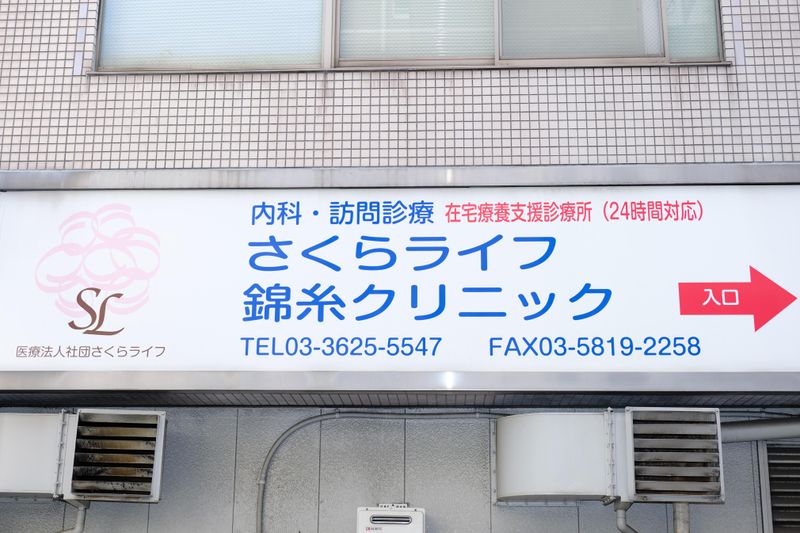 内科・訪問診療 在宅療養支援診療所（24時間対応）
さくらライフ
錦糸クリニック
TEL03-3625-5547 FAX03-5819-2258
入口
SL
医療法人社団さくらライフ